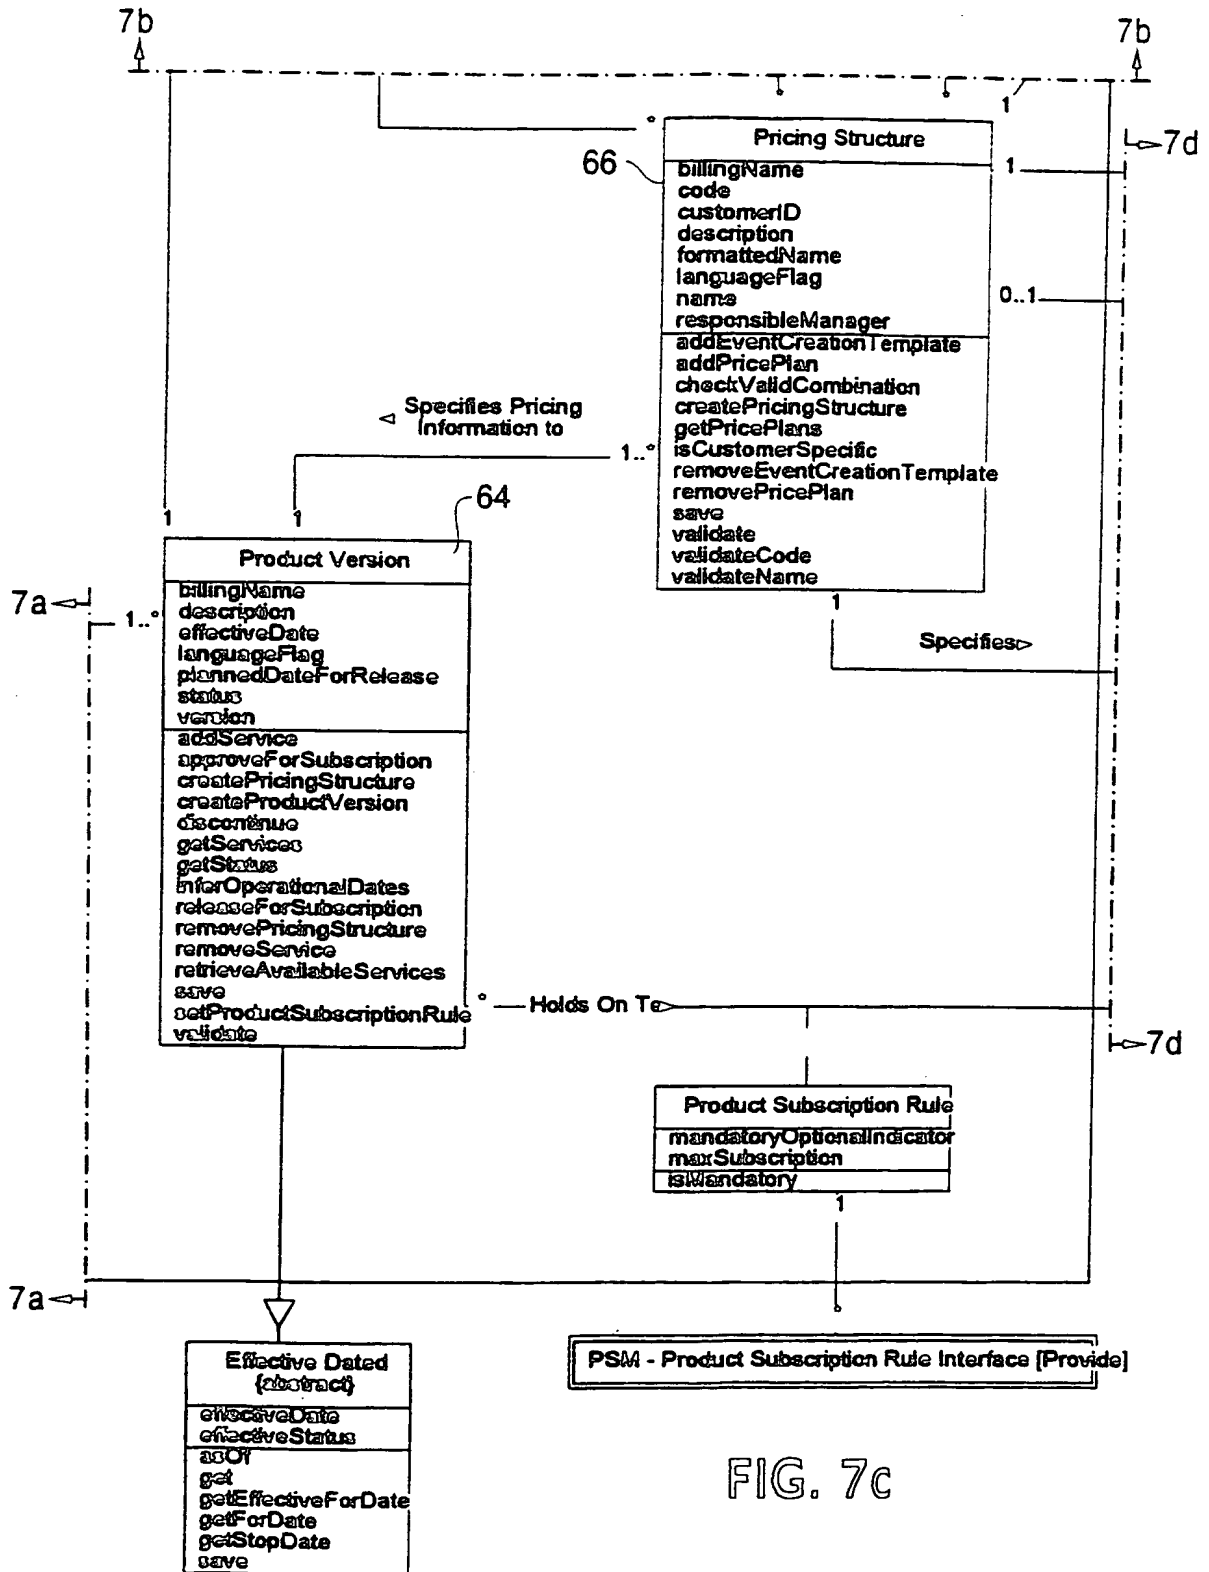 7b
7b
1
Pricing Structure
7d
66
billingName
1
code
customerID
description
formattedName
languageFlag
name
0..1
responsibleManager
addEventCreationTemplate
addPricePlan
checkValidCombination
createPricingStructure
getPricePlans
isCustomerSpecific
removeEventCreationTemplate
removePricePlan
save
validate
validateCode
validateName
Specifies Pricing
Information to
1..*
64
1
1
Product Version
7a
1..*
billingName
description
effectiveDate
languageFlag
plannedDateForRelease
status
version
addService
approveForSubscription
createPricingStructure
createProductVersion
discontinue
getServices
getStatus
inferOperationalDates
releaseForSubscription
removePricingStructure
removeService
retrieveAvailableServices
save
setProductSubscriptionRule
validate
1
Specifies
* Holds On To
7d
Product Subscription Rule
mandatoryOptionalIndicator
maxSubscription
isMandatory
1
7a
*
Effective Dated
{abstract}
effectiveDate
effectiveStatus
asOf
get
getEffectiveForDate
getForDate
getStopDate
save
PSM - Product Subscription Rule Interface [Provide]
FIG. 7c